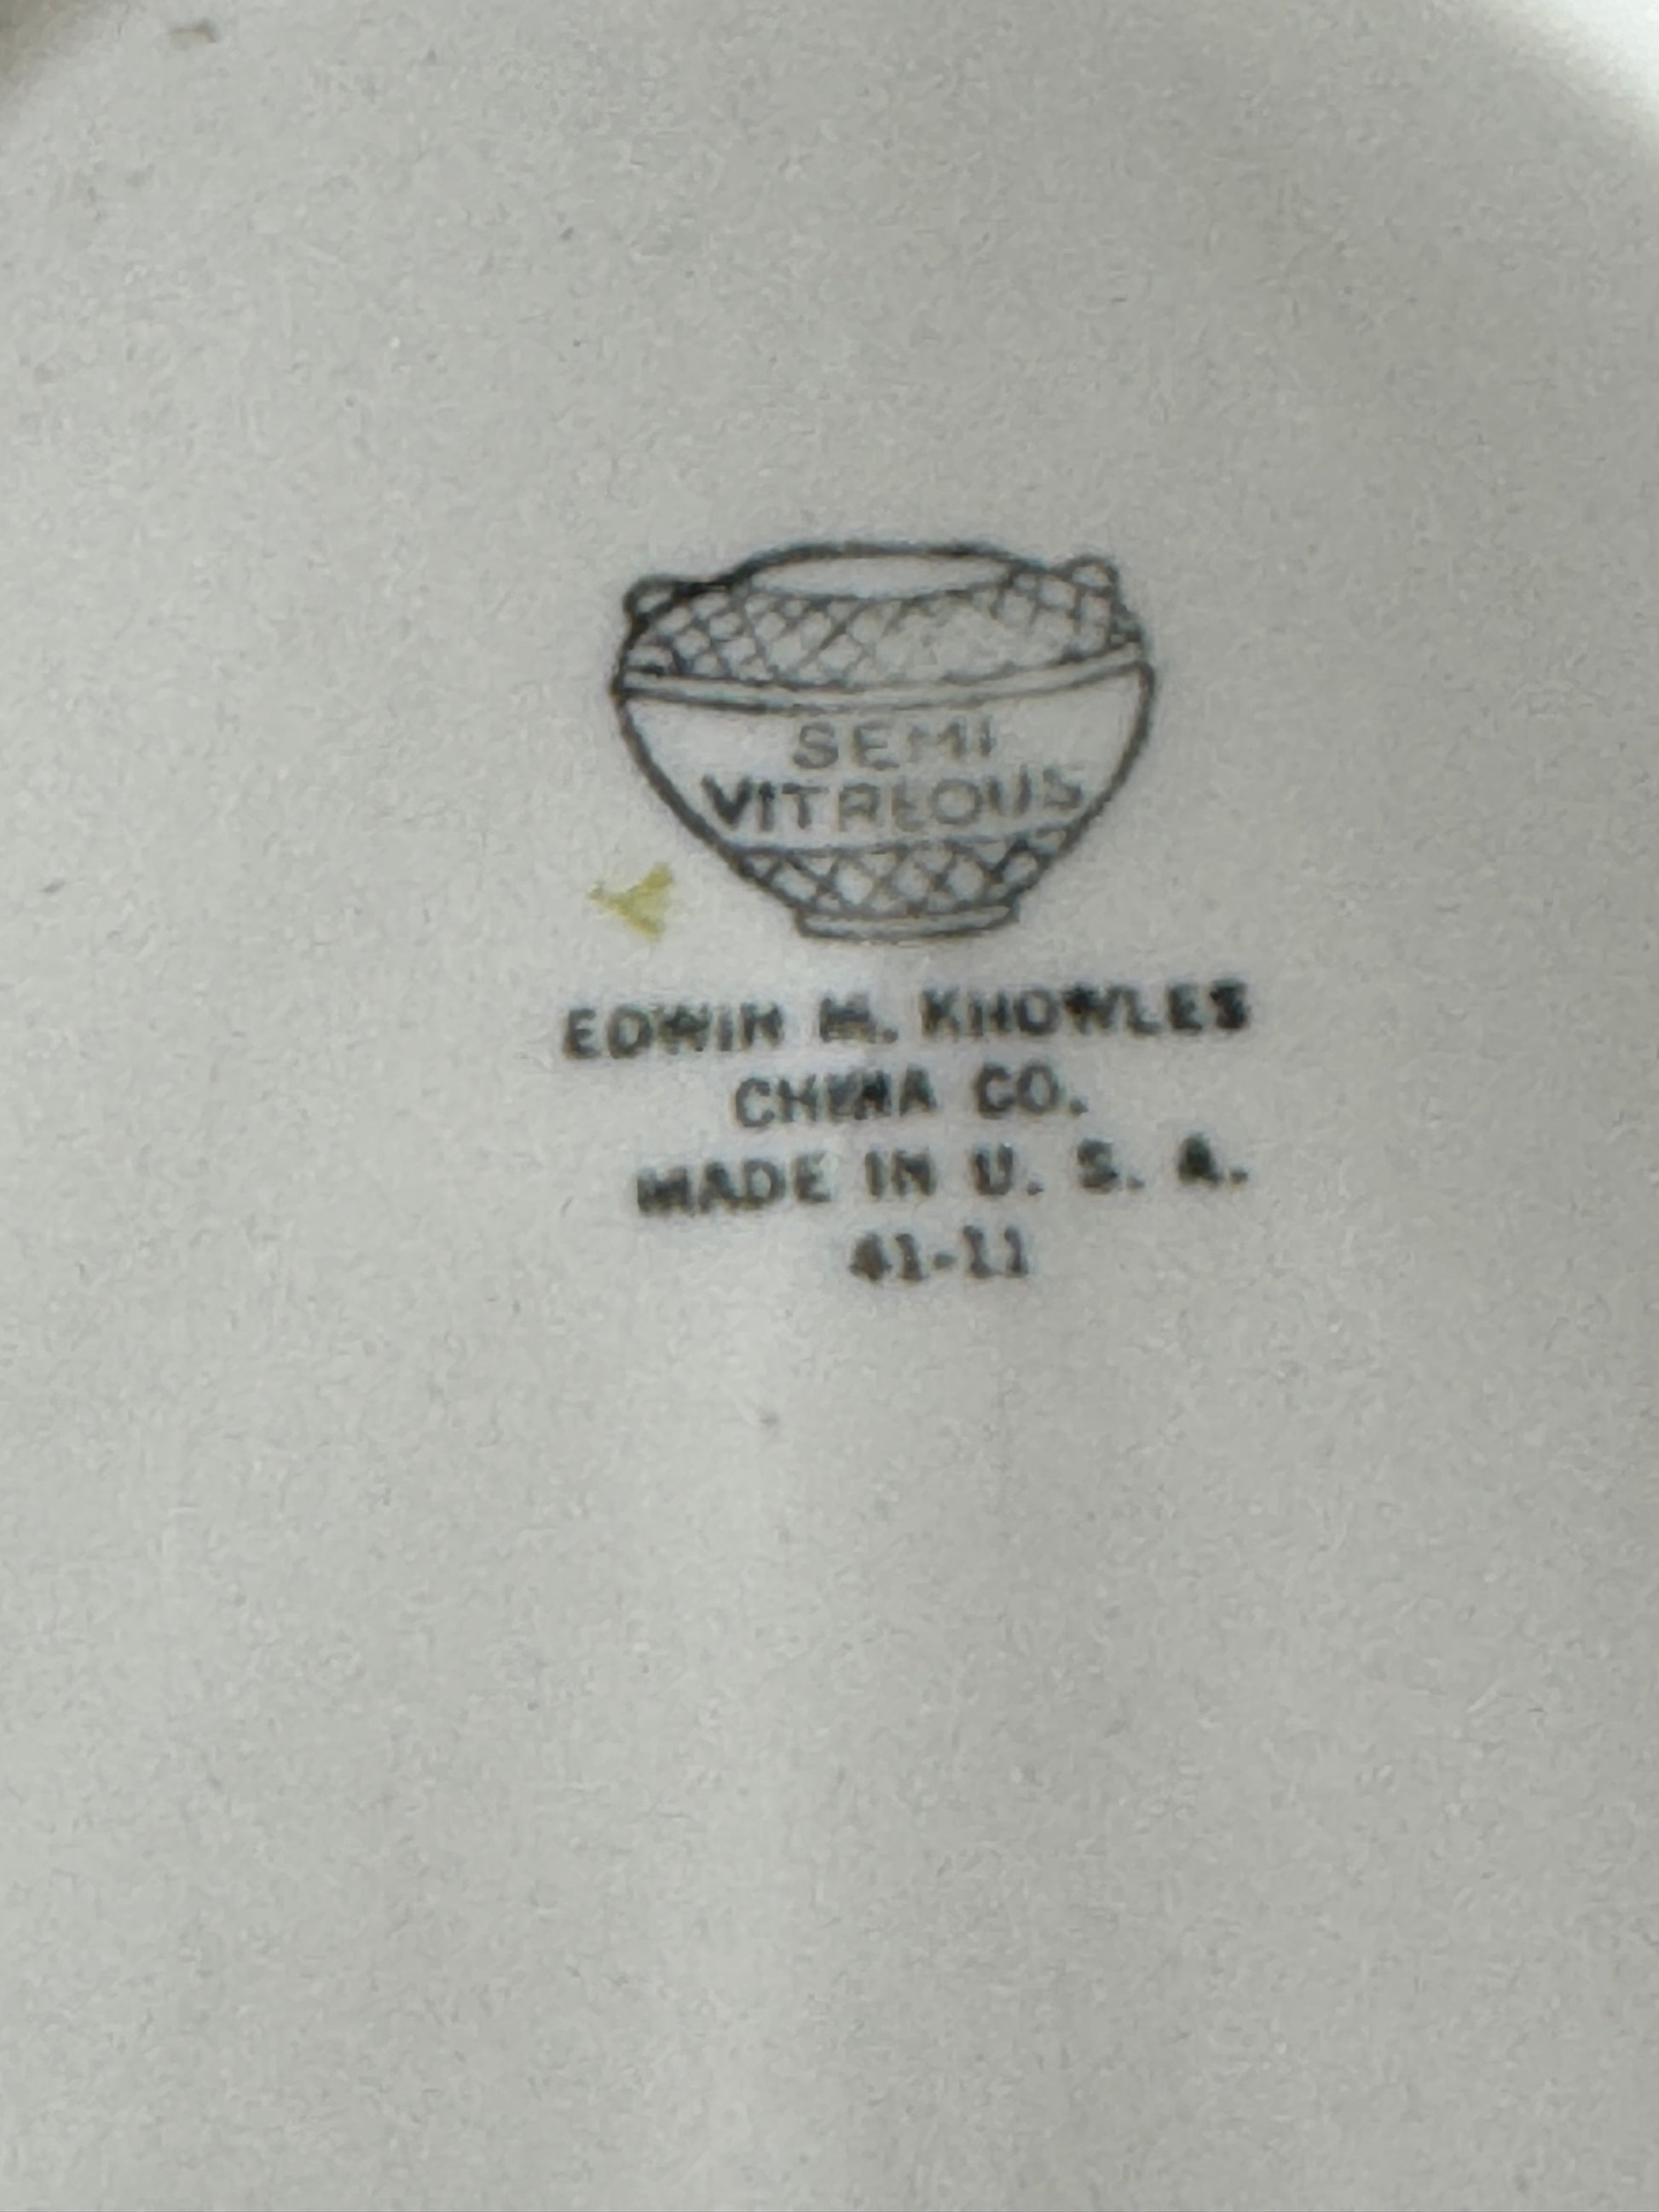 SEMI
VITREOUS
EDWIN M. KNOWLES
CHINA CO.
MADE IN U. S. A.
41-11